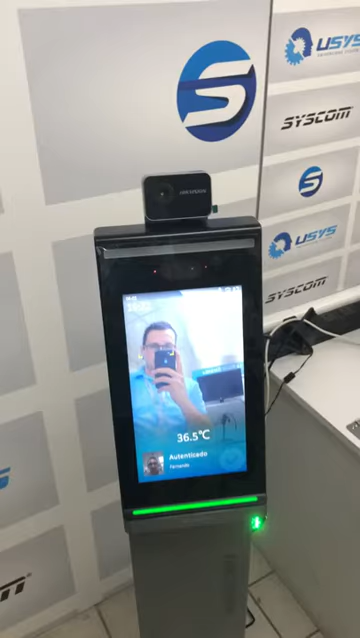 USYS
SYSCOM
HIKVISION
USYS
SYSCOM
36.5°C
Autenticado
Fernando